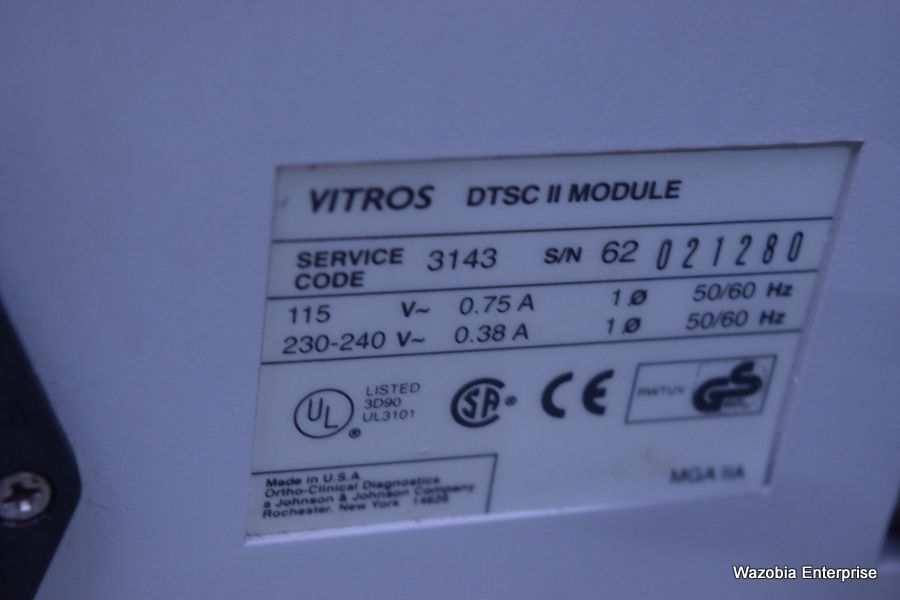 VITROS DTSC II MODULE
SERVICE CODE 3143 S/N 62 021280
115 V~ 0.75 A 1 Ø 50/60 Hz
230-240 V~ 0.38 A 1 Ø 50/60 Hz
UL ® LISTED
3D90
UL3101
SA ® CE RWTUV GS
Made in U.S.A.
Ortho-Clinical Diagnostics
a Johnson & Johnson Company
Rochester, New York 14626
MGA IIA
Wazobia Enterprise